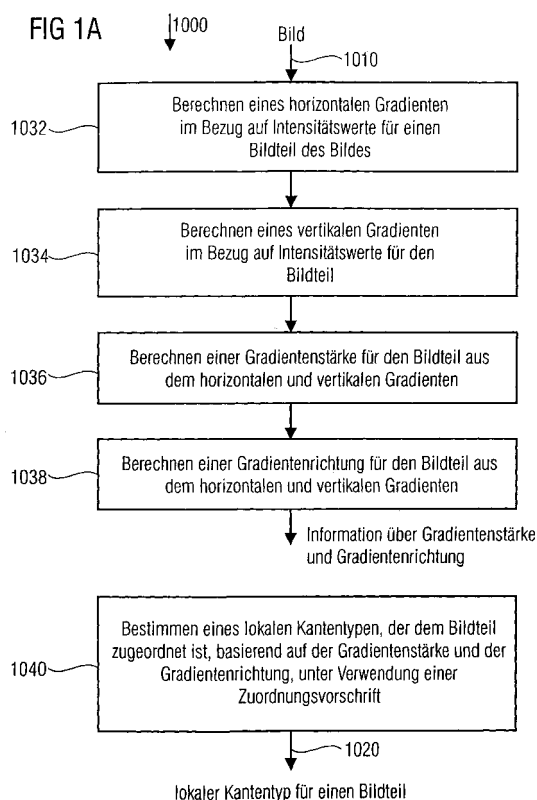 FIG 1A
1000
Bild
1010
1032
Berechnen eines horizontalen Gradienten
im Bezug auf Intensitätswerte für einen
Bildteil des Bildes
1034
Berechnen eines vertikalen Gradienten
im Bezug auf Intensitätswerte für den
Bildteil
1036
Berechnen einer Gradientenstärke für den Bildteil aus
dem horizontalen und vertikalen Gradienten
1038
Berechnen einer Gradientenrichtung für den Bildteil aus
dem horizontalen und vertikalen Gradienten
Information über Gradientenstärke
und Gradientenrichtung
1040
Bestimmen eines lokalen Kantentypen, der dem Bildteil
zugeordnet ist, basierend auf der Gradientenstärke und der
Gradientenrichtung, unter Verwendung einer
Zuordnungsvorschrift
1020
lokaler Kantentyp für einen Bildteil